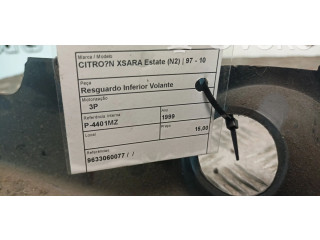 Marca / Modelo
CITRO?N XSARA Estate (N2) | 97 - 10
Peça
Resguardo Inferior Volante
Motorização
3P
Referência Interna
P-4401MZ
Ano
1999
Local
Preço
15,00
Referências
9633060077 / /